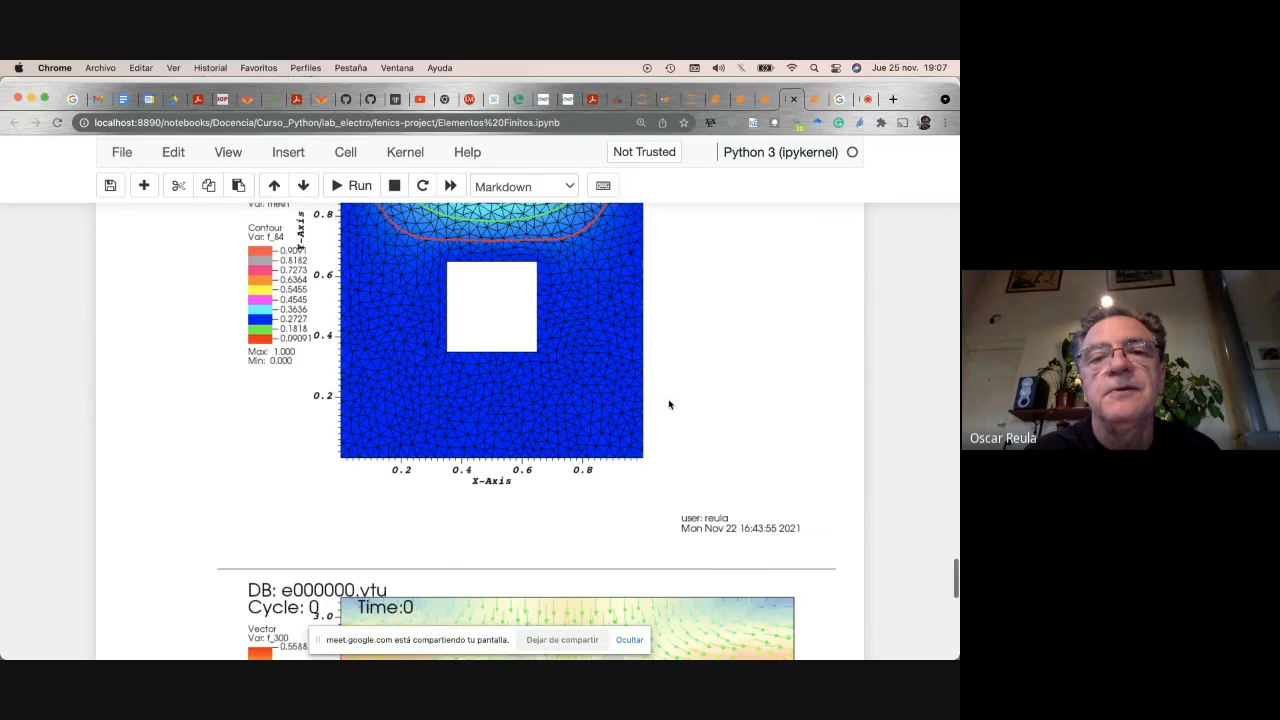 Chrome Archivo Editar Ver Historial Favoritos Perfiles Pestaña Ventana Ayuda Jue 25 nov. 19:07
localhost:8890/notebooks/Docencia/Curso_Python/lab_electro/fenics-project/Elementos%20Finitos.ipynb
File Edit View Insert Cell Kernel Help Not Trusted Python 3 (ipykernel)
Run Markdown
Var: mesh
Contour
Var: f_84
0.9091
0.8182
0.7273
0.6364
0.5455
0.4545
0.3636
0.2727
0.1818
0.09091
Max: 1.000
Min: 0.000
Y-Axis
0.8
0.6
0.4
0.2
0.2 0.4 0.6 0.8
X-Axis
user: reula
Mon Nov 22 16:43:55 2021
DB: e000000.vtu
Cycle: 0 Time:0
3.0
Vector
Var: f_300
0.5588
meet.google.com está compartiendo tu pantalla. Dejar de compartir Ocultar
Oscar Reula